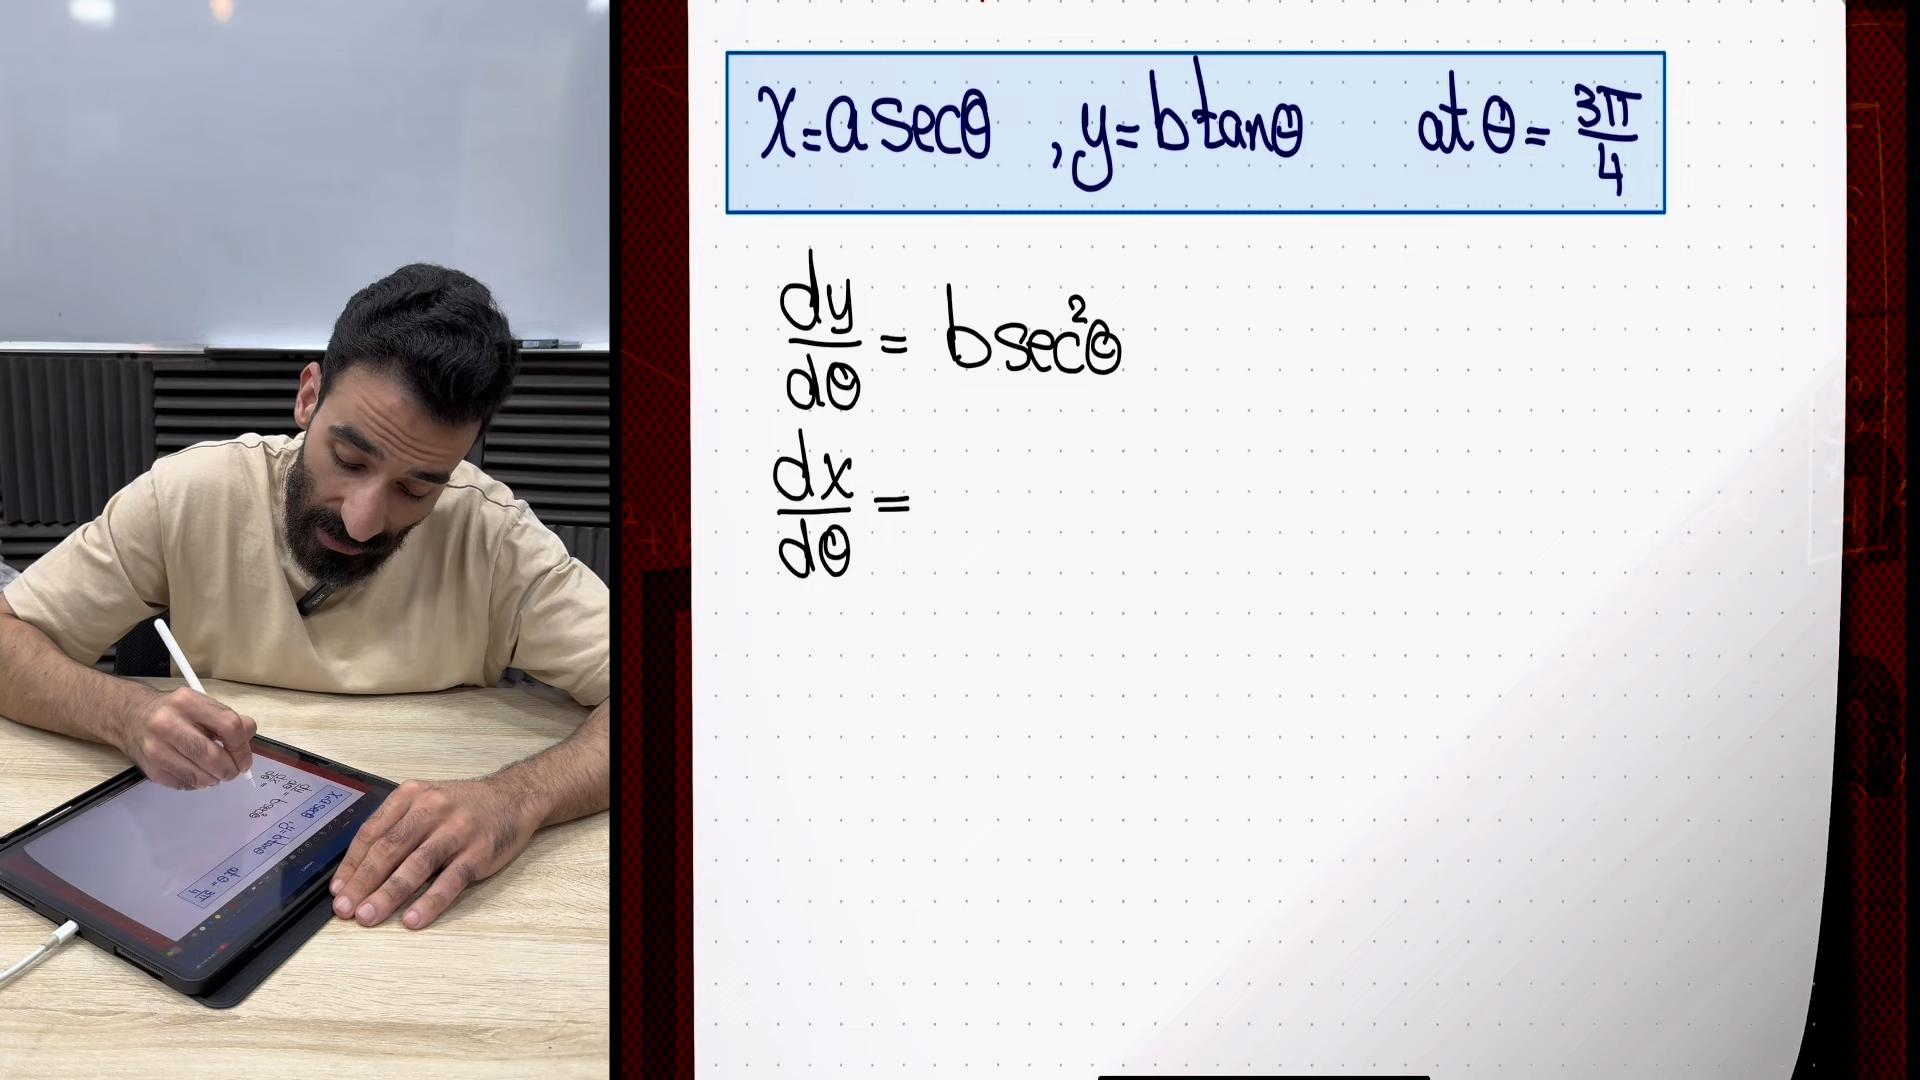 x=a secθ , y=b tanθ at θ= 3π/4
dy/dθ = b sec²θ
dx/dθ =